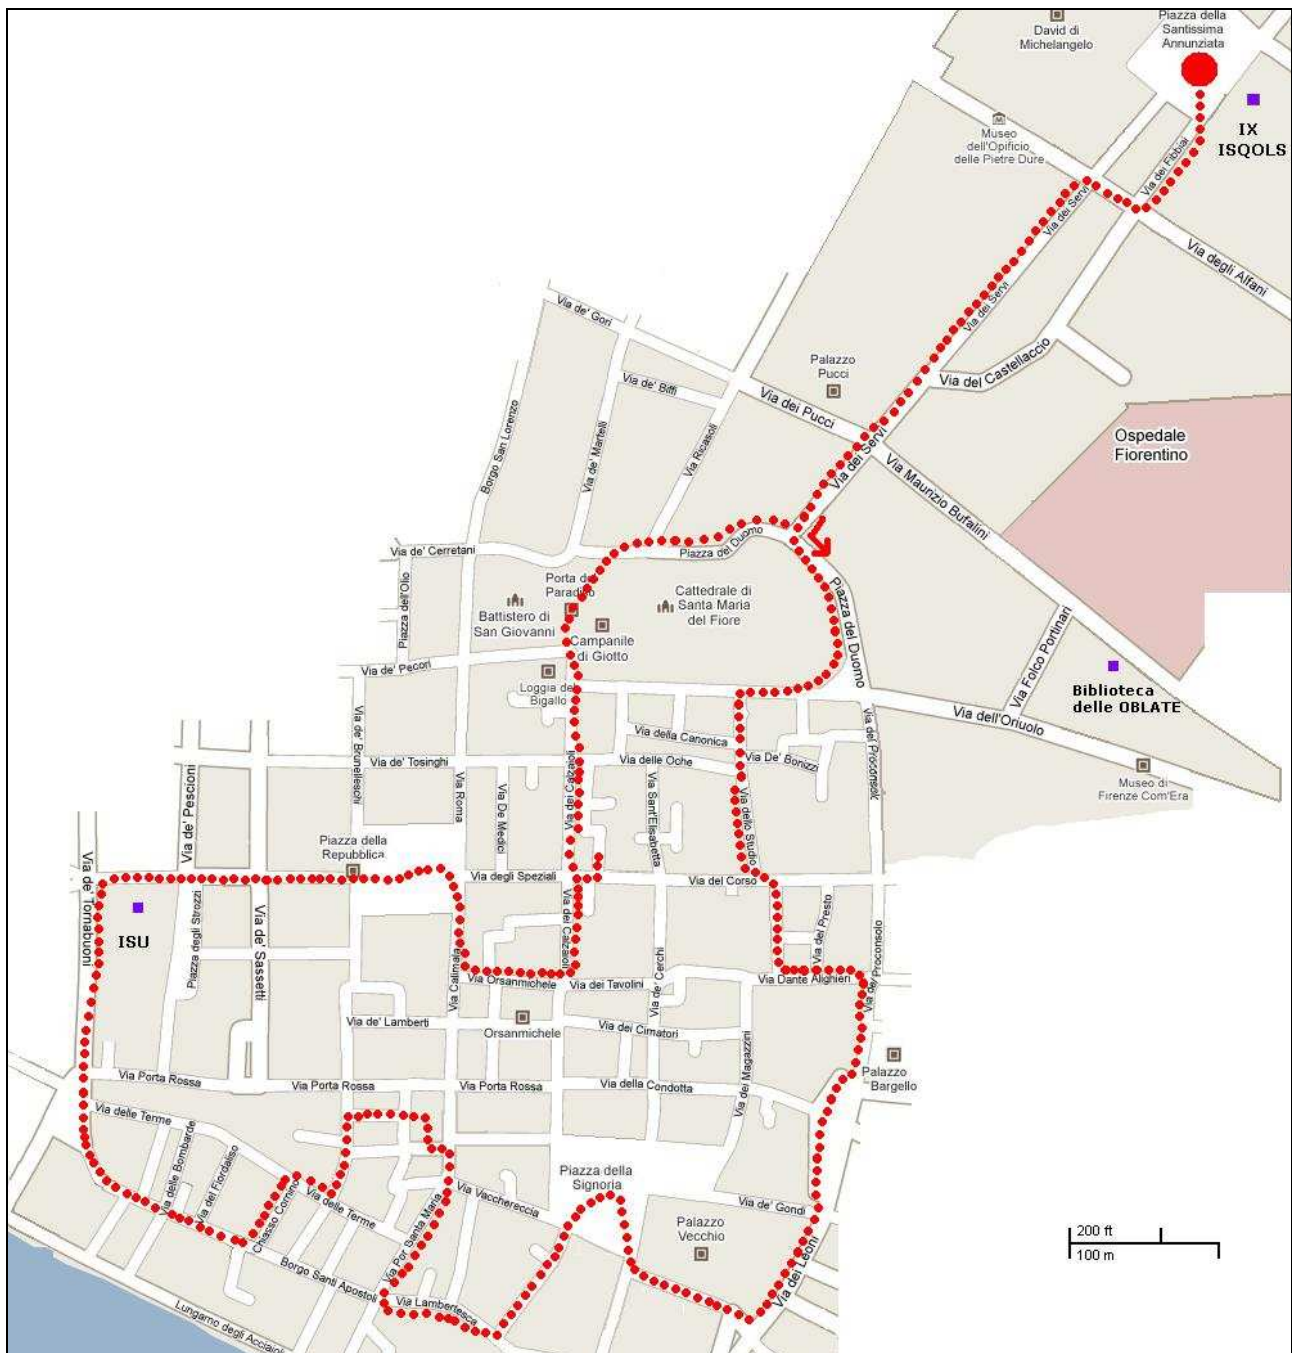 Piazza della
Santissima
Annunziata
David di
Michelangelo
IX
ISQOLS
Museo
dell'Opificio
delle Pietre Dure
Via dei Fibbiai
Via dei Servi
Via degli Alfani
Via dei Servi
Via de' Gori
Palazzo
Pucci
Via del Castellaccio
Via de' Biffi
Via dei Pucci
Ospedale
Fiorentino
Borgo San Lorenzo
Via de' Martelli
Via Ricasoli
Via dei Servi
Via Maurizio Bufalini
Via de' Cerretani
Piazza del Duomo
Piazza dell'Olio
Porta del
Paradiso
Battistero di
San Giovanni
Cattedrale di
Santa Maria
del Fiore
Campanile
di Giotto
Piazza del Duomo
Via Folco Portinari
Via de' Pecori
Loggia del
Bigallo
Biblioteca
delle OBLATE
Via dell'Oriuolo
Via de' Brunelleschi
Via della Canonica
Via del Proconsolo
Via de' Tosinghi
Via delle Oche
Via De' Bonizzi
Museo di
Firenze Com'Era
Via de' Pescioni
Via Roma
Via De Medici
Via dei Calzaioli
Via Sant'Elisabetta
Via dello Studio
Piazza della
Repubblica
Via degli Speziali
Via del Corso
Via de' Tornabuoni
ISU
Piazza degli Strozzi
Via de' Sassetti
Via dei Calzaioli
Via del Presto
Via Calimala
Via de' Cerchi
Via del Proconsolo
Via Orsanmichele
Via dei Tavolini
Via Dante Alighieri
Via de' Lamberti
Orsanmichele
Via dei Cimatori
Via dei Magazzini
Palazzo
Bargello
Via Porta Rossa
Via Porta Rossa
Via Porta Rossa
Via della Condotta
Via delle Terme
Via delle Bombarde
Via del Fiordaliso
Chiasso Cornino
Via delle Terme
Via Por Santa Maria
Via Vacchereccia
Piazza della
Signoria
Via de' Gondi
Palazzo
Vecchio
Via dei Leoni
200 ft
100 m
Borgo Santi Apostoli
Via Lambertesca
Lungarno degli Acciaioli